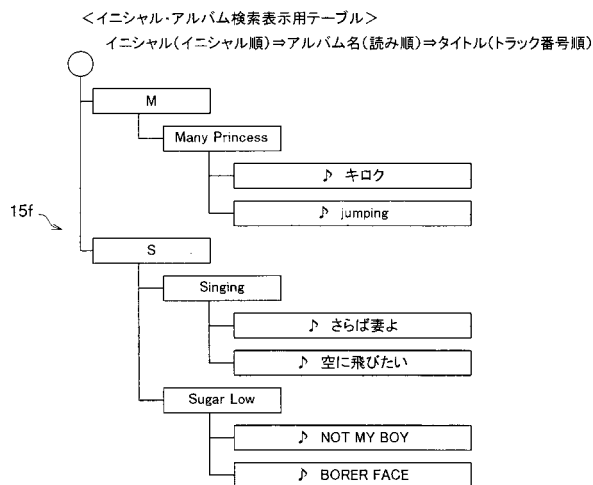 <イニシャル・アルバム検索表示用テーブル>
イニシャル(イニシャル順)⇒アルバム名(読み順)⇒タイトル(トラック番号順)
M
Many Princess
♪ キロク
♪ jumping
15f
S
Singing
♪ さらば妻よ
♪ 空に飛びたい
Sugar Low
♪ NOT MY BOY
♪ BORER FACE